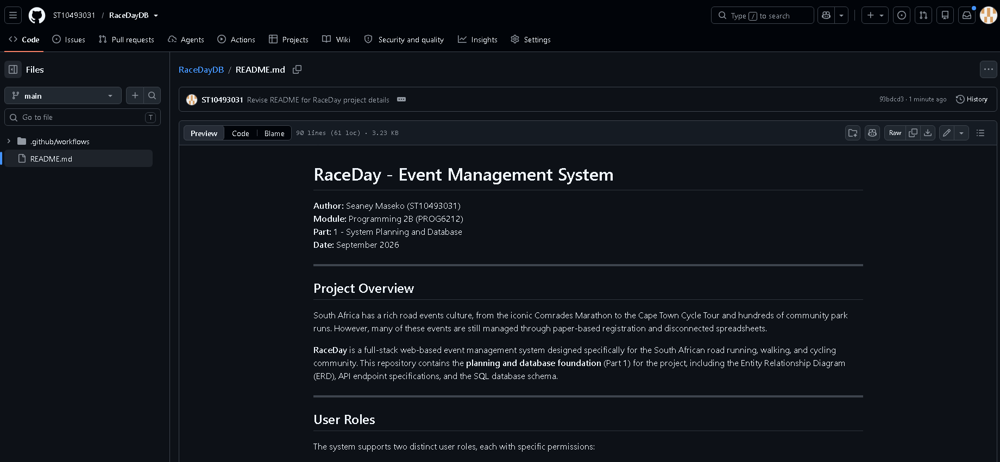 ST10493031 / RaceDayDB
Type / to search
Code
Issues
Pull requests
Agents
Actions
Projects
Wiki
Security and quality
Insights
Settings
Files
main
Go to file
T
.github/workflows
README.md
RaceDayDB / README.md
ST10493031 Revise README for RaceDay project details
93bdcd3 · 1 minute ago
History
Preview
Code
Blame
90 lines (61 loc) · 3.23 KB
Raw
RaceDay - Event Management System
Author: Seaney Maseko (ST10493031)
Module: Programming 2B (PROG6212)
Part: 1 - System Planning and Database
Date: September 2026
Project Overview
South Africa has a rich road events culture, from the iconic Comrades Marathon to the Cape Town Cycle Tour and hundreds of community park
runs. However, many of these events are still managed through paper-based registration and disconnected spreadsheets.
RaceDay is a full-stack web-based event management system designed specifically for the South African road running, walking, and cycling
community. This repository contains the planning and database foundation (Part 1) for the project, including the Entity Relationship Diagram
(ERD), API endpoint specifications, and the SQL database schema.
User Roles
The system supports two distinct user roles, each with specific permissions: